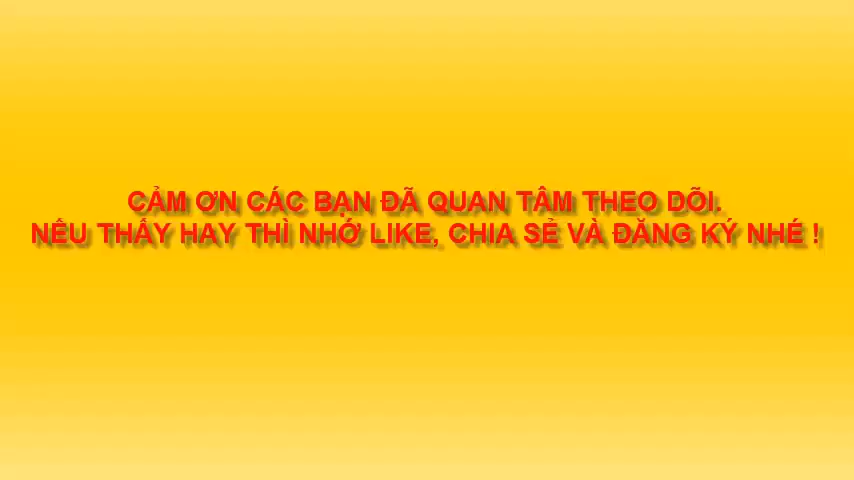 CẢM ƠN CÁC BẠN ĐÃ QUAN TÂM THEO DÕI.
NẾU THẤY HAY THÌ NHỚ LIKE, CHIA SẺ VÀ ĐĂNG KÝ NHÉ !